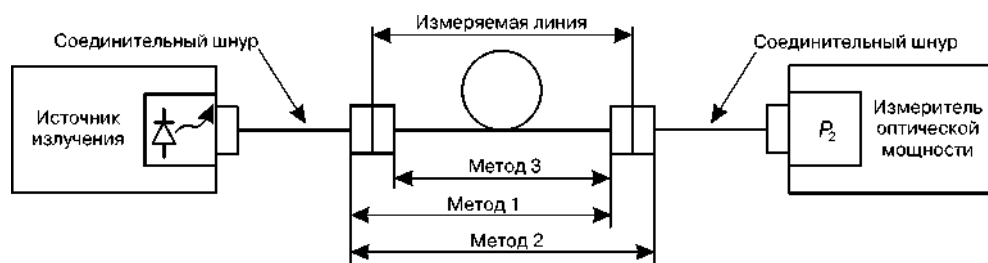 Измеряемая линия
Соединительный шнур
Соединительный шнур
Источник
излучения
Измеритель
оптической
мощности
P₂
Метод 3
Метод 1
Метод 2